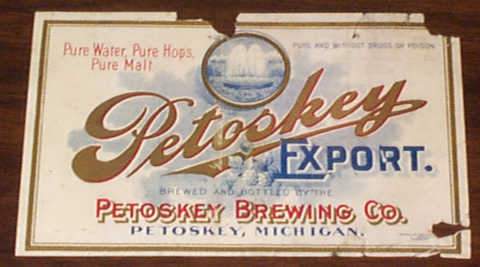 Pure Water, Pure Hops,
Pure Malt
PURE AND WITHOUT DRUGS OR POISON
Petoskey
EXPORT.
BREWED AND BOTTLED BY THE
PETOSKEY BREWING CO.
PETOSKEY, MICHIGAN.